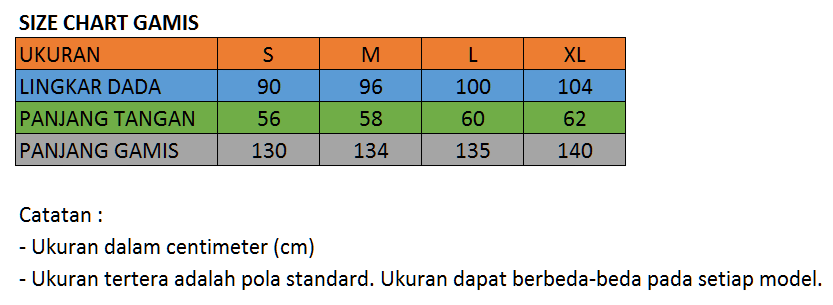 SIZE CHART GAMIS
UKURAN S M L XL
LINGKAR DADA 90 96 100 104
PANJANG TANGAN 56 58 60 62
PANJANG GAMIS 130 134 135 140
Catatan :
- Ukuran dalam centimeter (cm)
- Ukuran tertera adalah pola standard. Ukuran dapat berbeda-beda pada setiap model.